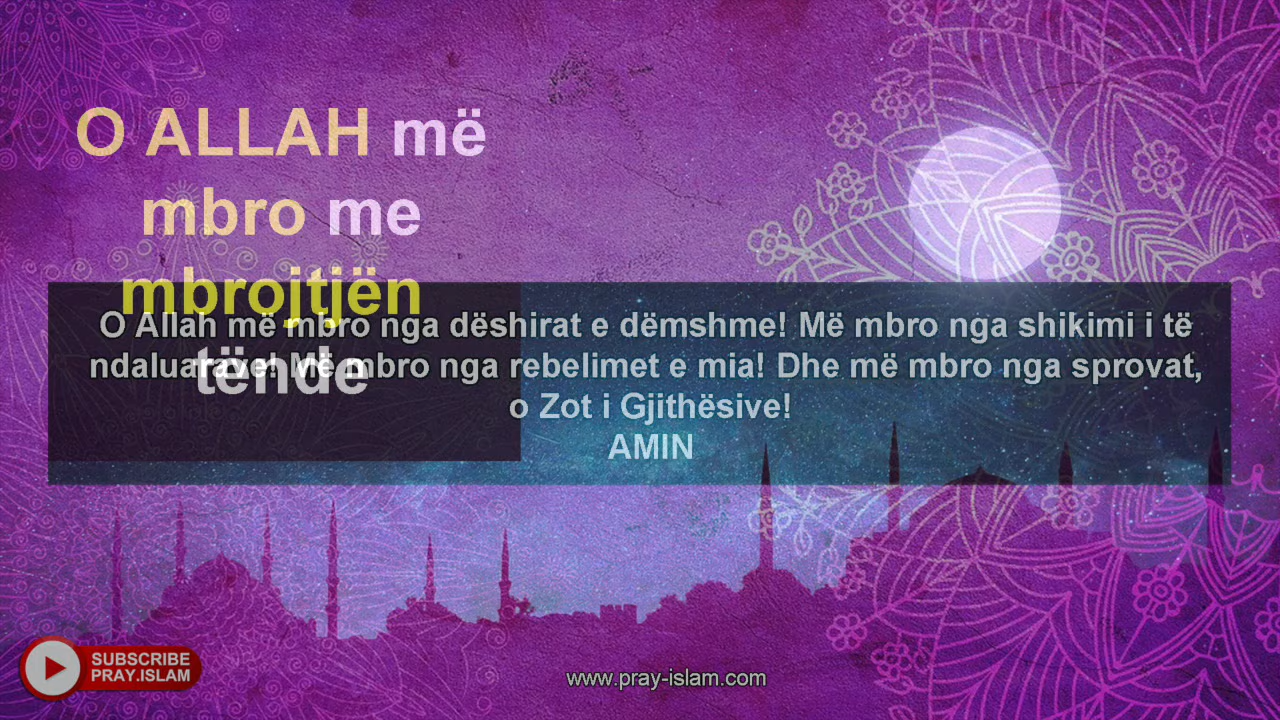 O ALLAH më
mbro me
mbrojtjën
tënde
O Allah më mbro nga dëshirat e dëmshme! Më mbro nga shikimi i të
ndaluarave! Më mbro nga rebelimet e mia! Dhe më mbro nga sprovat,
o Zot i Gjithësive!
AMIN
SUBSCRIBE
PRAY.ISLAM
www.pray-islam.com